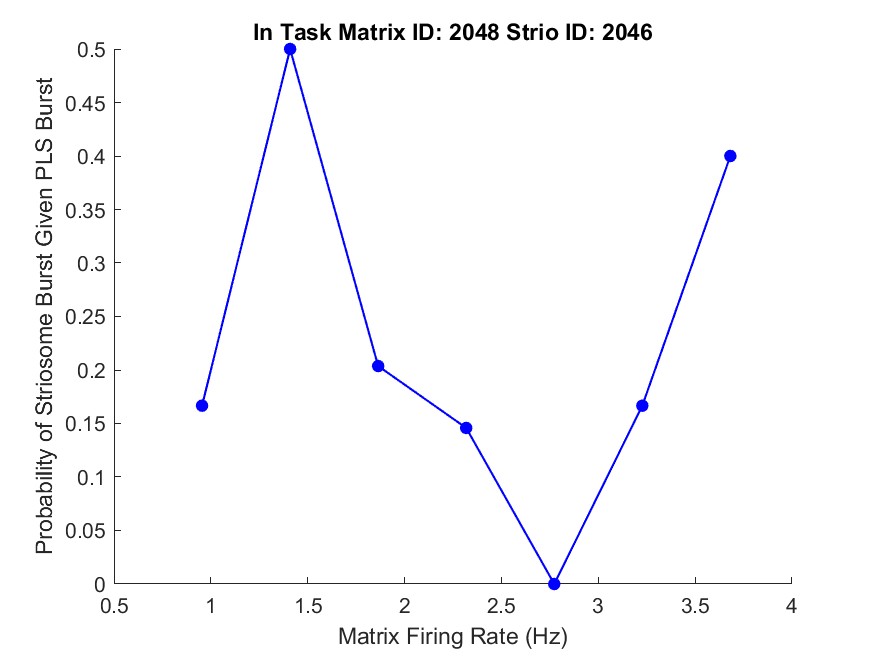 In Task Matrix ID: 2048 Strio ID: 2046
Probability of Striosome Burst Given PLS Burst
0.5
0.45
0.4
0.35
0.3
0.25
0.2
0.15
0.1
0.05
0
0.5 1 1.5 2 2.5 3 3.5 4
Matrix Firing Rate (Hz)